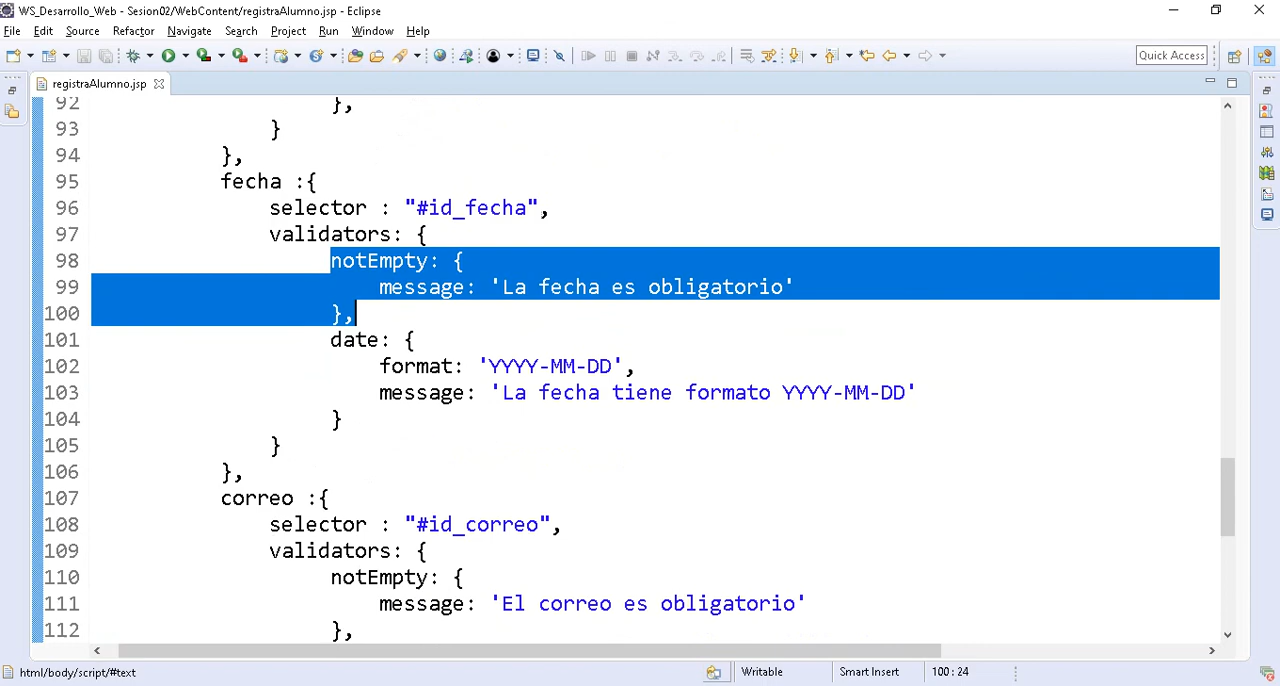 WS_Desarrollo_Web - Sesion02/WebContent/registraAlumno.jsp - Eclipse
File Edit Source Refactor Navigate Search Project Run Window Help
Quick Access
registraAlumno.jsp
92 },
93 }
94 },
95 fecha :{
96 selector : "#id_fecha",
97 validators: {
98 notEmpty: {
99 message: 'La fecha es obligatorio'
100 },
101 date: {
102 format: 'YYYY-MM-DD',
103 message: 'La fecha tiene formato YYYY-MM-DD'
104 }
105 }
106 },
107 correo :{
108 selector : "#id_correo",
109 validators: {
110 notEmpty: {
111 message: 'El correo es obligatorio'
112 },
html/body/script/#text Writable Smart Insert 100 : 24